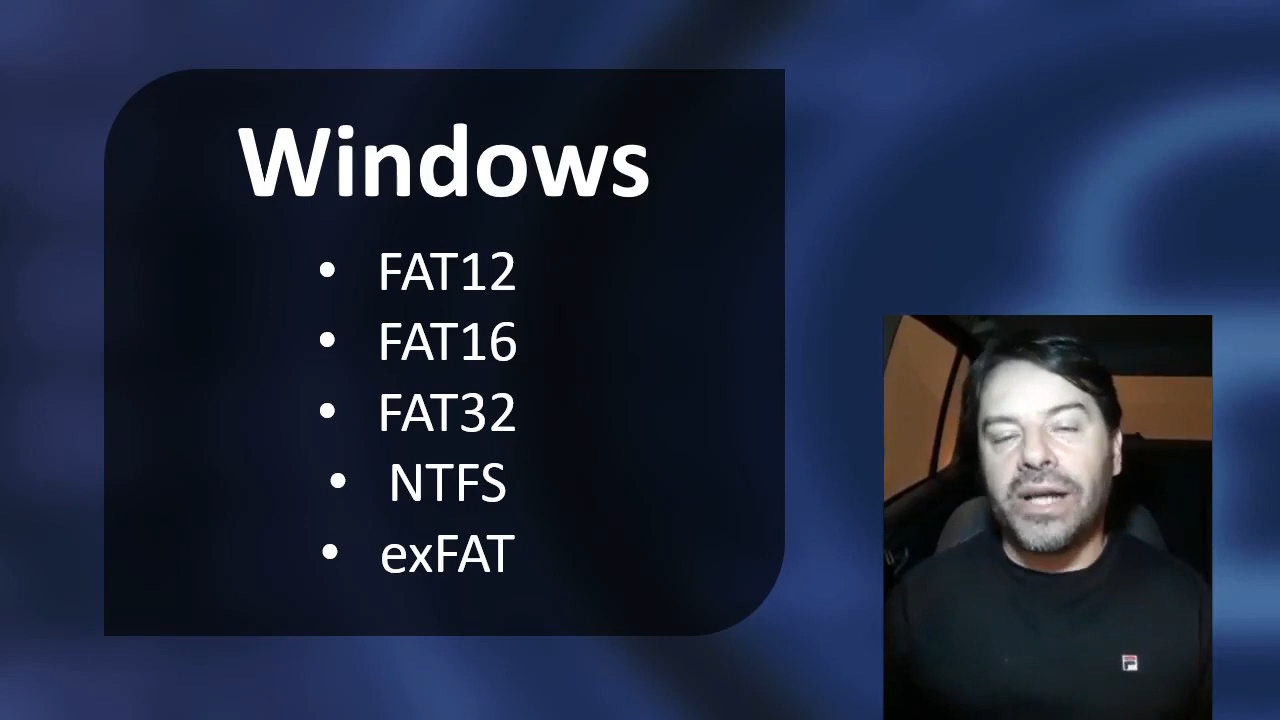 Windows
• FAT12
• FAT16
• FAT32
• NTFS
• exFAT